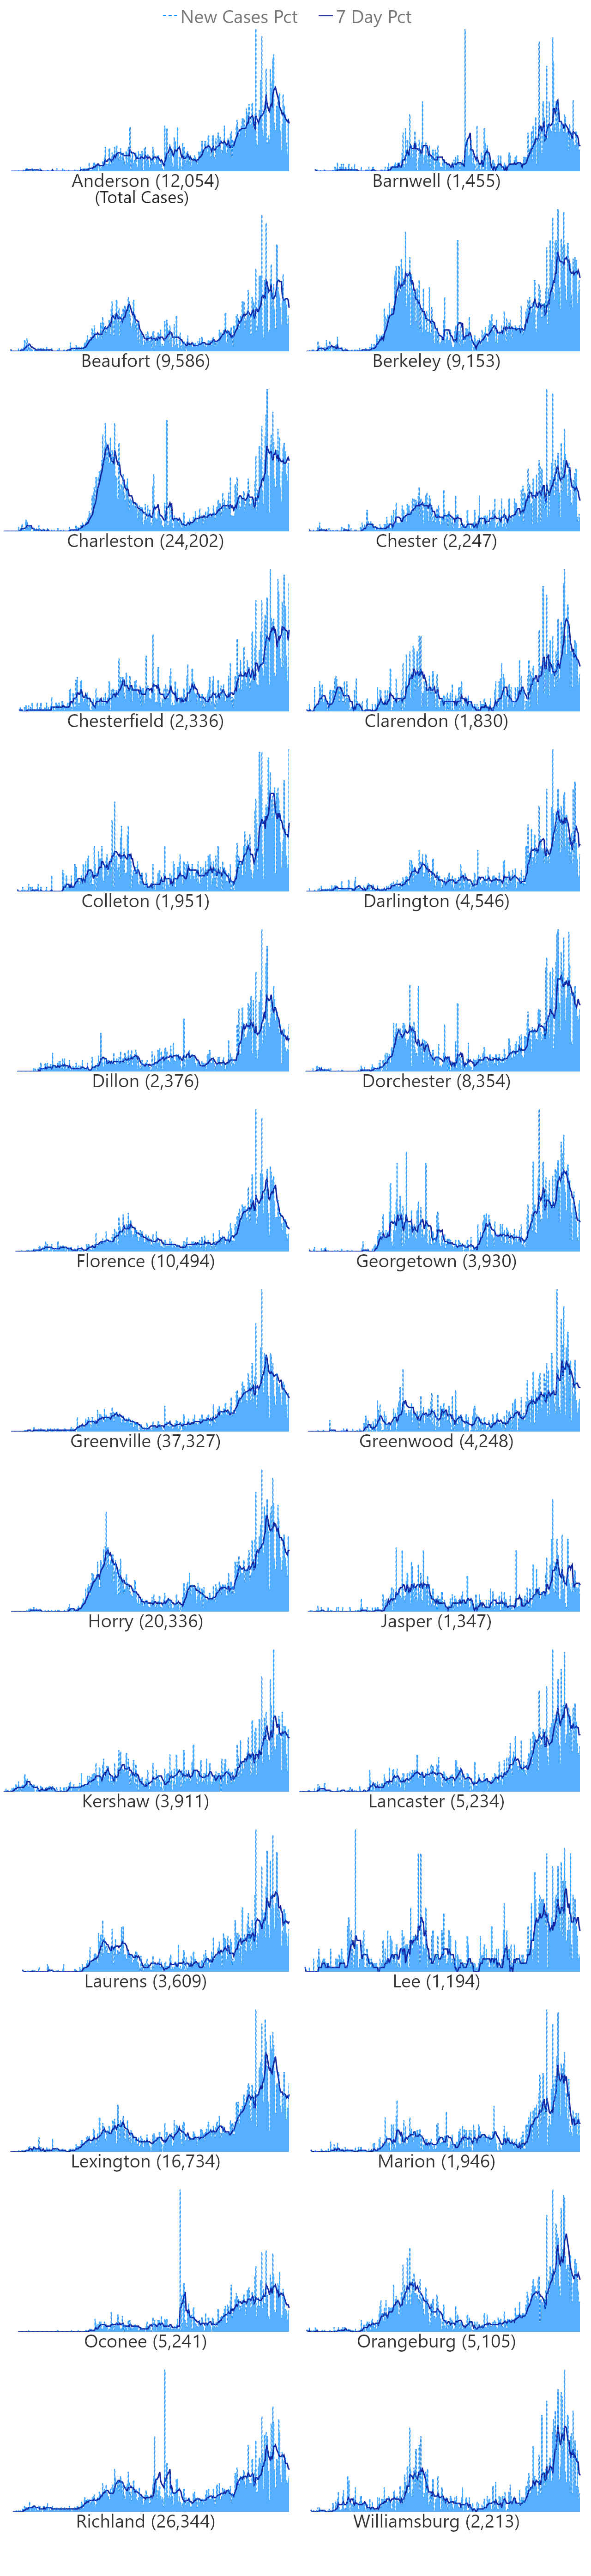 New Cases Pct 7 Day Pct
Anderson (12,054) Barnwell (1,455)
(Total Cases)
Beaufort (9,586) Berkeley (9,153)
Charleston (24,202) Chester (2,247)
Chesterfield (2,336) Clarendon (1,830)
Colleton (1,951) Darlington (4,546)
Dillon (2,376) Dorchester (8,354)
Florence (10,494) Georgetown (3,930)
Greenville (37,327) Greenwood (4,248)
Horry (20,336) Jasper (1,347)
Kershaw (3,911) Lancaster (5,234)
Laurens (3,609) Lee (1,194)
Lexington (16,734) Marion (1,946)
Oconee (5,241) Orangeburg (5,105)
Richland (26,344) Williamsburg (2,213)